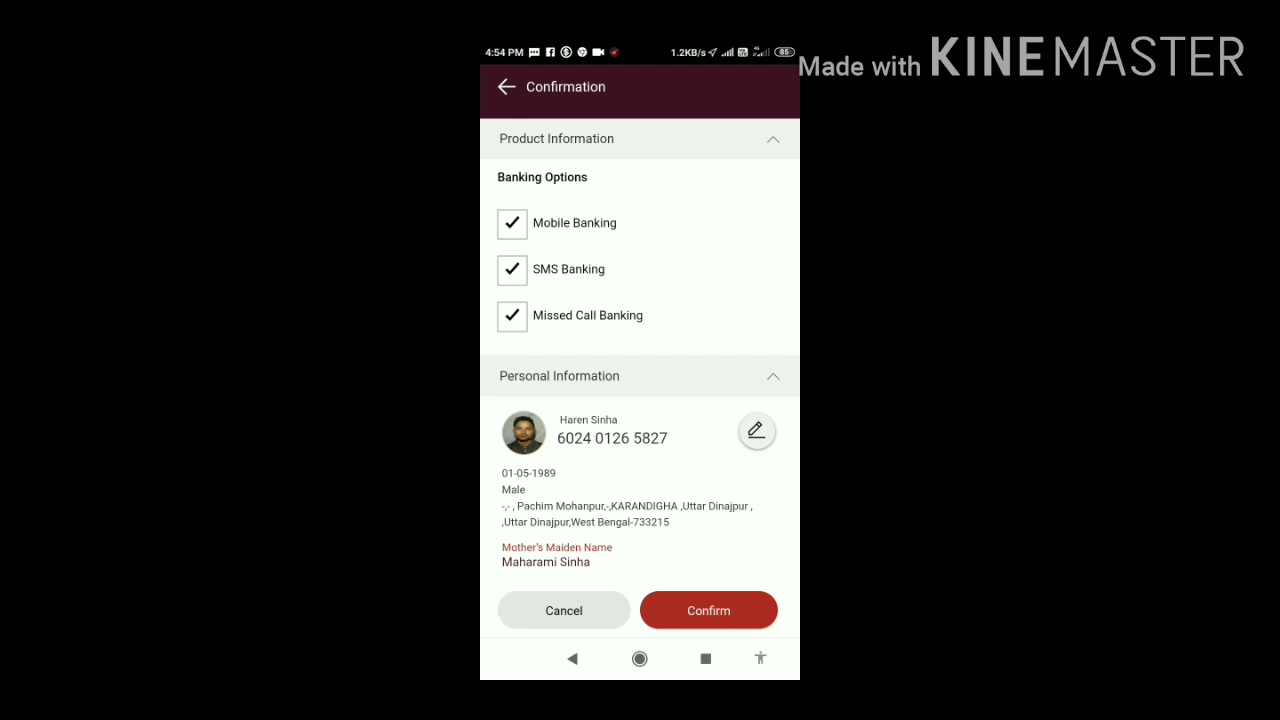 4:54 PM 1.2KB/s 85
Made with KINEMASTER
Confirmation
Product Information
Banking Options
Mobile Banking
SMS Banking
Missed Call Banking
Personal Information
Haren Sinha
6024 0126 5827
01-05-1989
Male
-,- , Pachim Mohanpur,-,KARANDIGHA ,Uttar Dinajpur ,
,Uttar Dinajpur,West Bengal-733215
Mother's Maiden Name
Maharami Sinha
Cancel Confirm